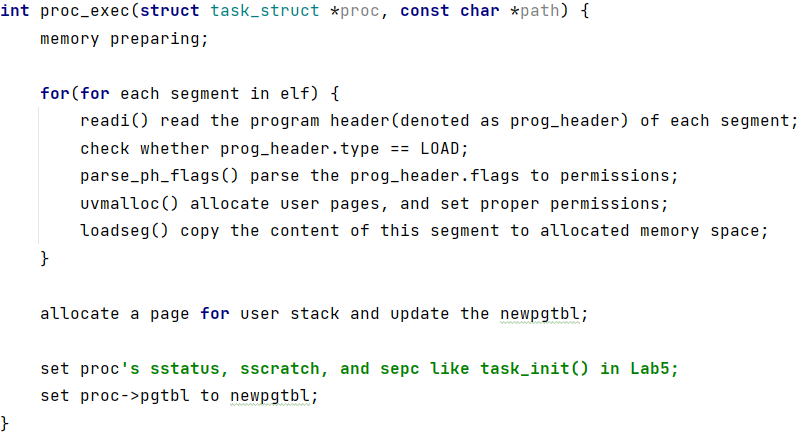 int proc_exec(struct task_struct *proc, const char *path) {
    memory preparing;

    for(for each segment in elf) {
        readi() read the program header(denoted as prog_header) of each segment;
        check whether prog_header.type == LOAD;
        parse_ph_flags() parse the prog_header.flags to permissions;
        uvmalloc() allocate user pages, and set proper permissions;
        loadseg() copy the content of this segment to allocated memory space;
    }

    allocate a page for user stack and update the newpgtbl;

    set proc's sstatus, sscratch, and sepc like task_init() in Lab5;
    set proc->pgtbl to newpgtbl;
}